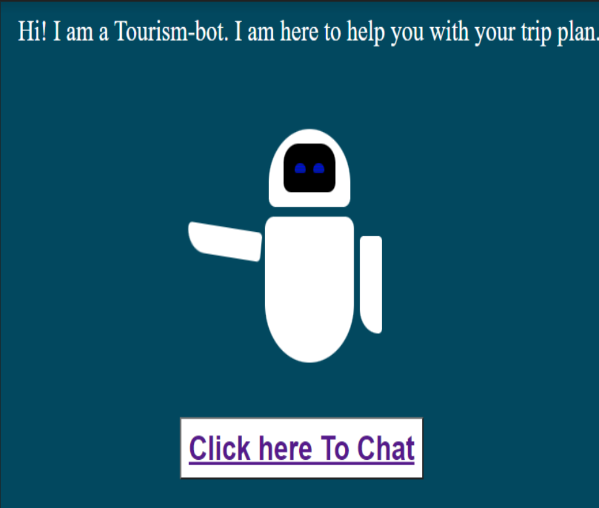 Hi! I am a Tourism-bot. I am here to help you with your trip plan.
Click here To Chat